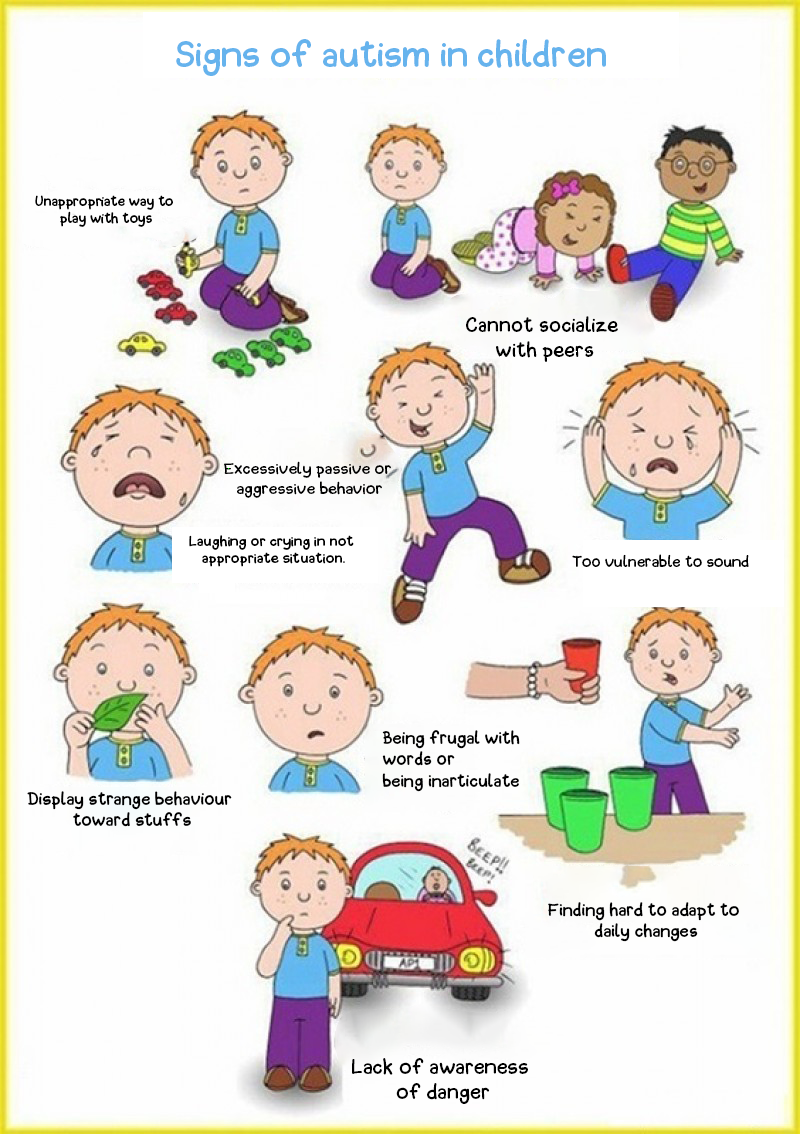 Signs of autism in children
Unappropriate way to
play with toys
Cannot socialize
with peers
Excessively passive or
aggressive behavior
Laughing or crying in not
appropriate situation.
Too vulnerable to sound
Being frugal with
words or
being inarticulate
Display strange behaviour
toward stuffs
BEEP!!
BEEP!
AP1
Finding hard to adapt to
daily changes
Lack of awareness
of danger